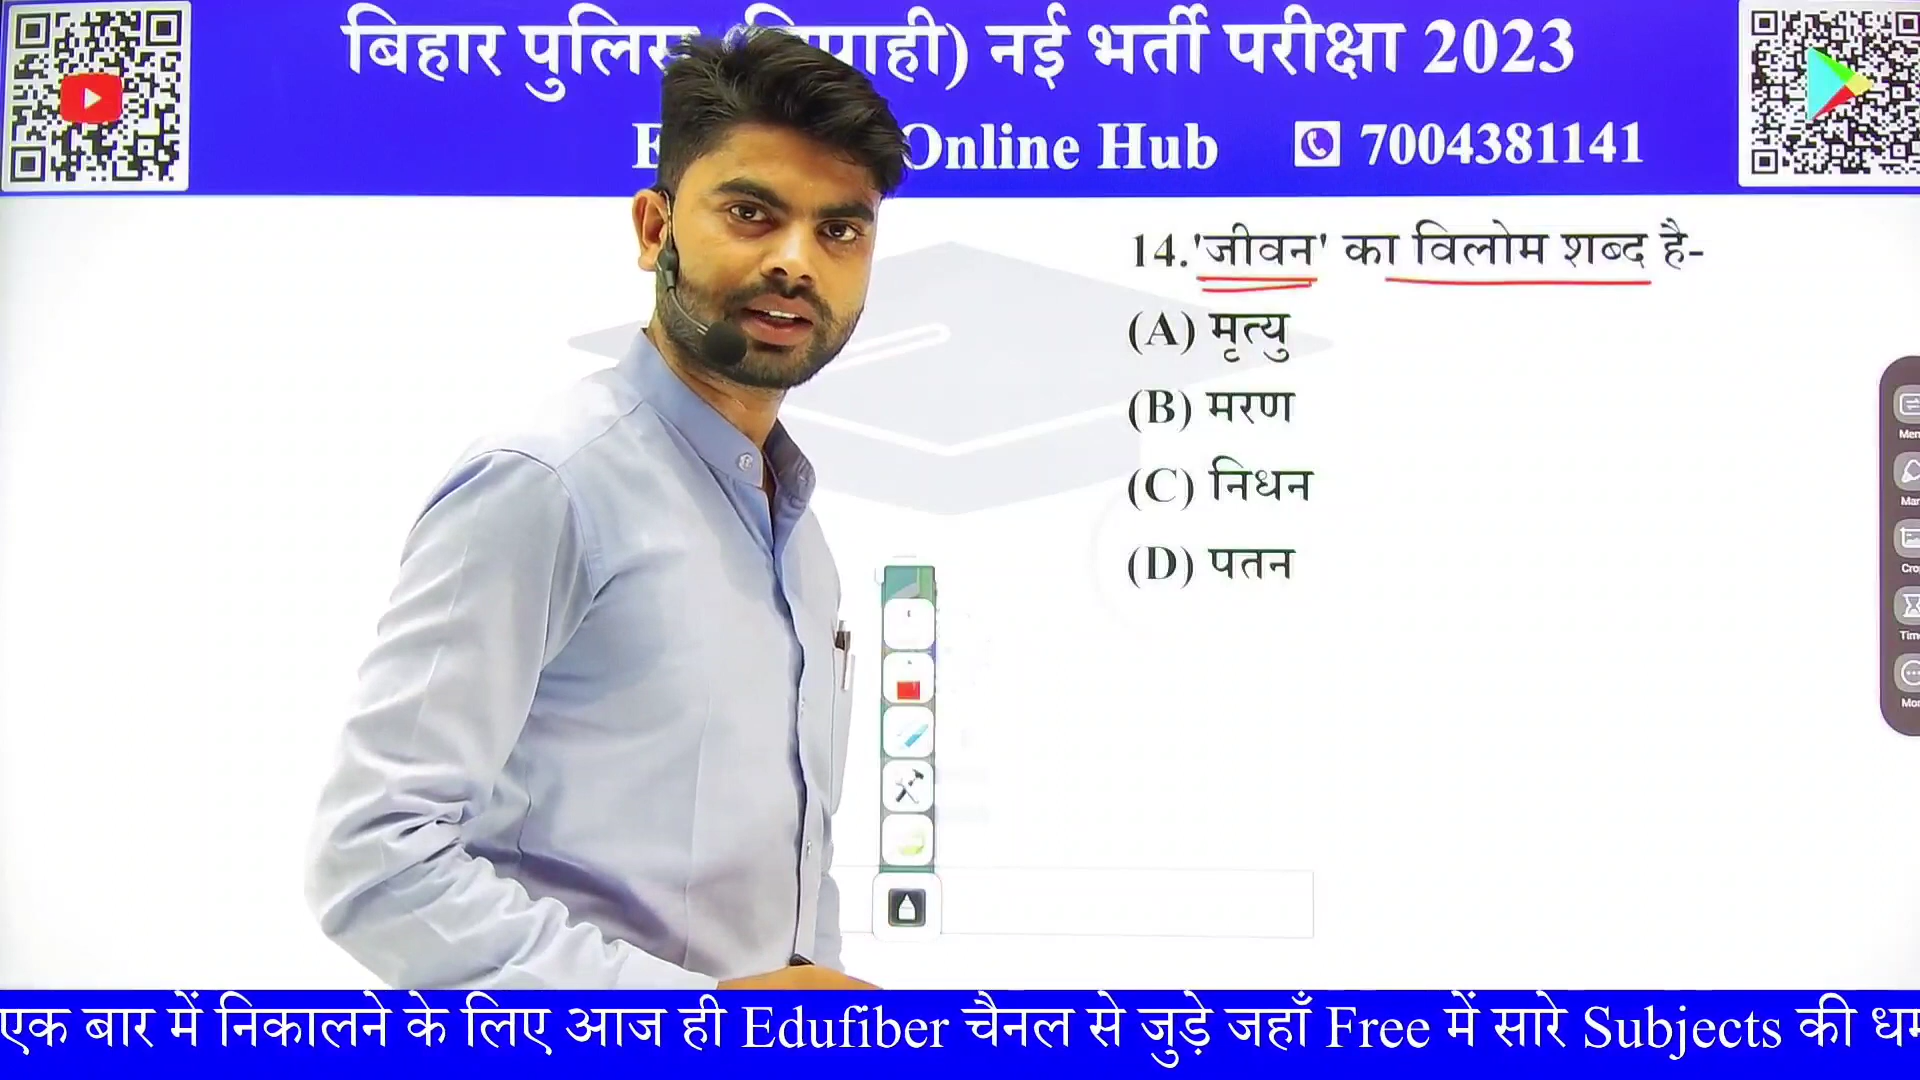 बिहार पुलिस नई भर्ती परीक्षा 2023
Online Hub 7004381141
14.'जीवन' का विलोम शब्द है-
(A) मृत्यु
(B) मरण
(C) निधन
(D) पतन
एक बार में निकालने के लिए आज ही Edufiber चैनल से जुड़े जहाँ Free में सारे Subjects की